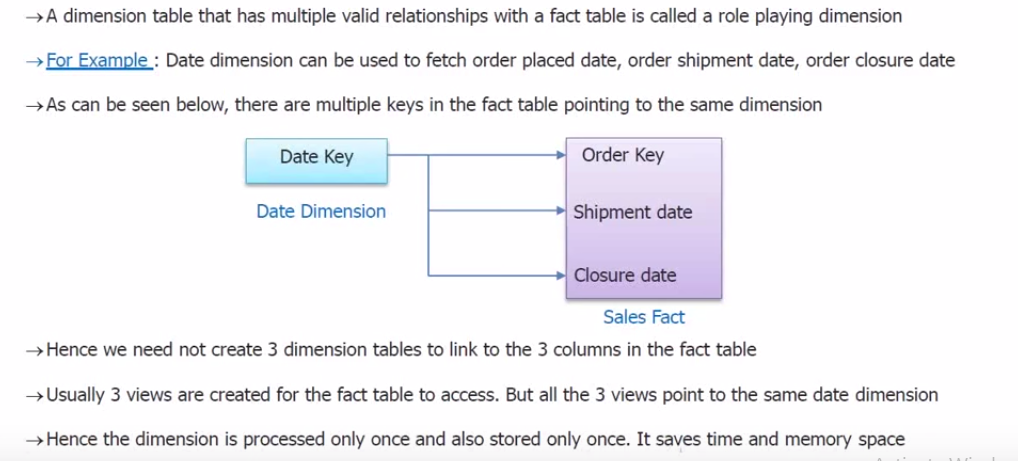 →A dimension table that has multiple valid relationships with a fact table is called a role playing dimension
→For Example : Date dimension can be used to fetch order placed date, order shipment date, order closure date
→As can be seen below, there are multiple keys in the fact table pointing to the same dimension
Date Key
Order Key
Date Dimension
Shipment date
Closure date
Sales Fact
→Hence we need not create 3 dimension tables to link to the 3 columns in the fact table
→Usually 3 views are created for the fact table to access. But all the 3 views point to the same date dimension
→Hence the dimension is processed only once and also stored only once. It saves time and memory space